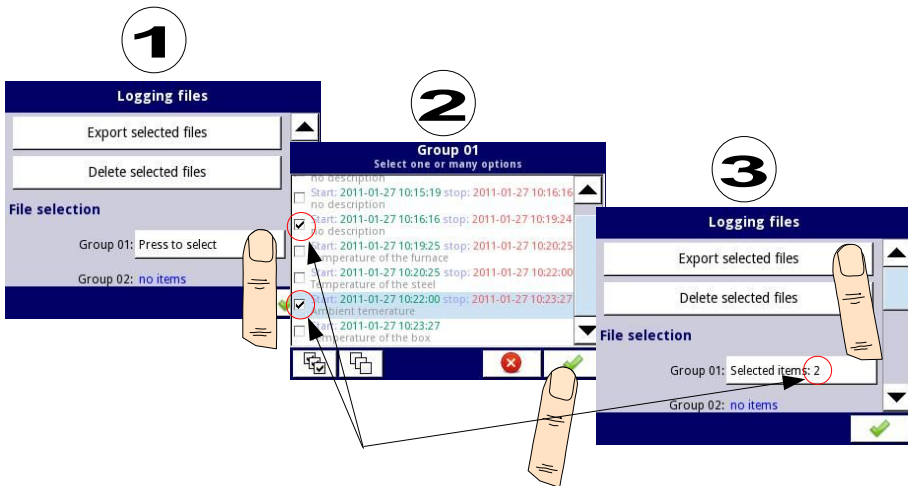 1
Logging files
Export selected files
Delete selected files
File selection
Group 01: Press to select
Group 02: no items
2
Group 01
Select one or many options
no description
Start: 2011-01-27 10:15:19 stop: 2011-01-27 10:16:16
no description
Start: 2011-01-27 10:16:16 stop: 2011-01-27 10:19:24
no description
Start: 2011-01-27 10:19:25 stop: 2011-01-27 10:20:25
Temperature of the furnace
Start: 2011-01-27 10:20:25 stop: 2011-01-27 10:22:00
Temperature of the steel
Start: 2011-01-27 10:22:00 stop: 2011-01-27 10:23:27
Ambient temerature
Start: 2011-01-27 10:23:27
Temperature of the box
3
Logging files
Export selected files
Delete selected files
File selection
Group 01: Selected items: 2
Group 02: no items